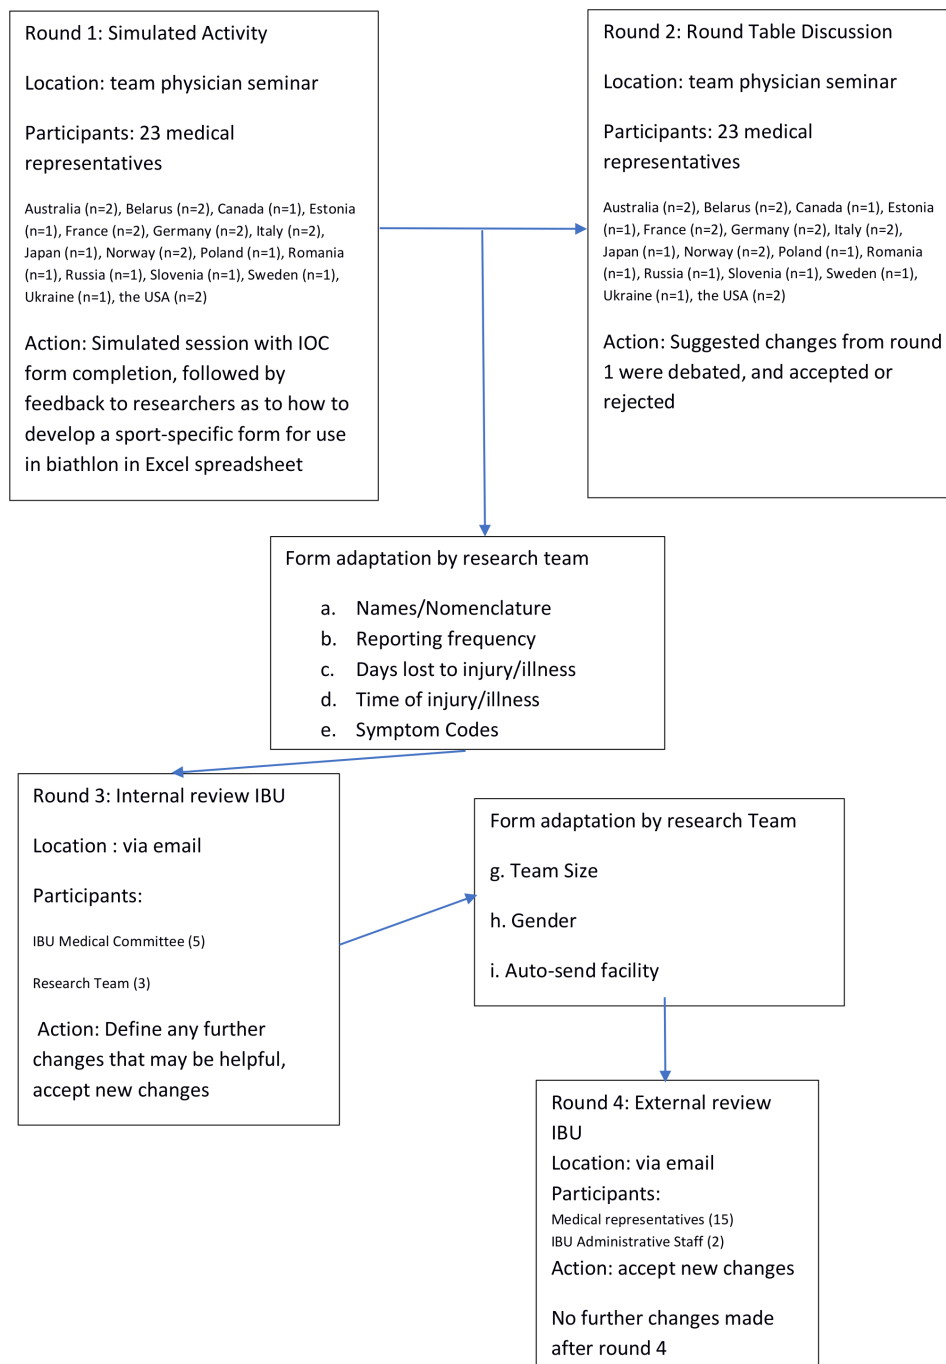 Round 1: Simulated Activity
Location: team physician seminar
Participants: 23 medical
representatives
Australia (n=2), Belarus (n=2), Canada (n=1), Estonia
(n=1), France (n=2), Germany (n=2), Italy (n=2),
Japan (n=1), Norway (n=2), Poland (n=1), Romania
(n=1), Russia (n=1), Slovenia (n=1), Sweden (n=1),
Ukraine (n=1), the USA (n=2)
Action: Simulated session with IOC
form completion, followed by
feedback to researchers as to how to
develop a sport-specific form for use
in biathlon in Excel spreadsheet
Round 2: Round Table Discussion
Location: team physician seminar
Participants: 23 medical
representatives
Australia (n=2), Belarus (n=2), Canada (n=1), Estonia
(n=1), France (n=2), Germany (n=2), Italy (n=2),
Japan (n=1), Norway (n=2), Poland (n=1), Romania
(n=1), Russia (n=1), Slovenia (n=1), Sweden (n=1),
Ukraine (n=1), the USA (n=2)
Action: Suggested changes from round
1 were debated, and accepted or
rejected
Form adaptation by research team
a. Names/Nomenclature
b. Reporting frequency
c. Days lost to injury/illness
d. Time of injury/illness
e. Symptom Codes
Round 3: Internal review IBU
Location : via email
Participants:
IBU Medical Committee (5)
Research Team (3)
Action: Define any further
changes that may be helpful,
accept new changes
Form adaptation by research Team
g. Team Size
h. Gender
i. Auto-send facility
Round 4: External review
IBU
Location: via email
Participants:
Medical representatives (15)
IBU Administrative Staff (2)
Action: accept new changes
No further changes made
after round 4